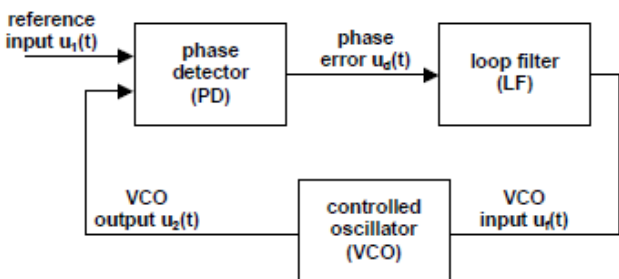 reference
input u₁(t)
phase
detector
(PD)
phase
error u_d(t)
loop filter
(LF)
VCO
output u₂(t)
controlled
oscillator
(VCO)
VCO
input u_f(t)